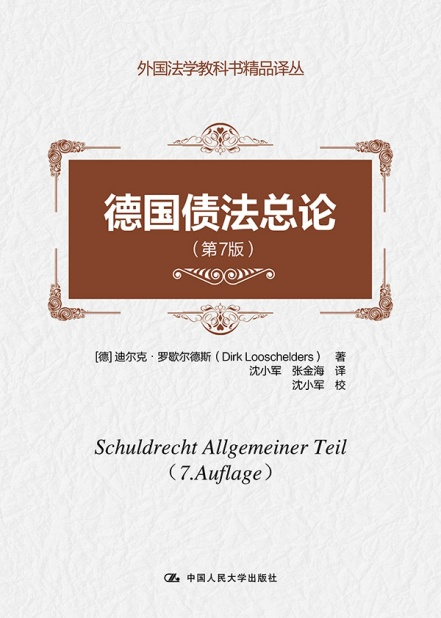 外国法学教科书精品译丛
德国债法总论
（第7版）
[德] 迪尔克·罗歇尔德斯（Dirk Looschelders） 著
沈小军 张金海 译
沈小军 校
Schuldrecht Allgemeiner Teil
（7.Auflage）
中国人民大学出版社